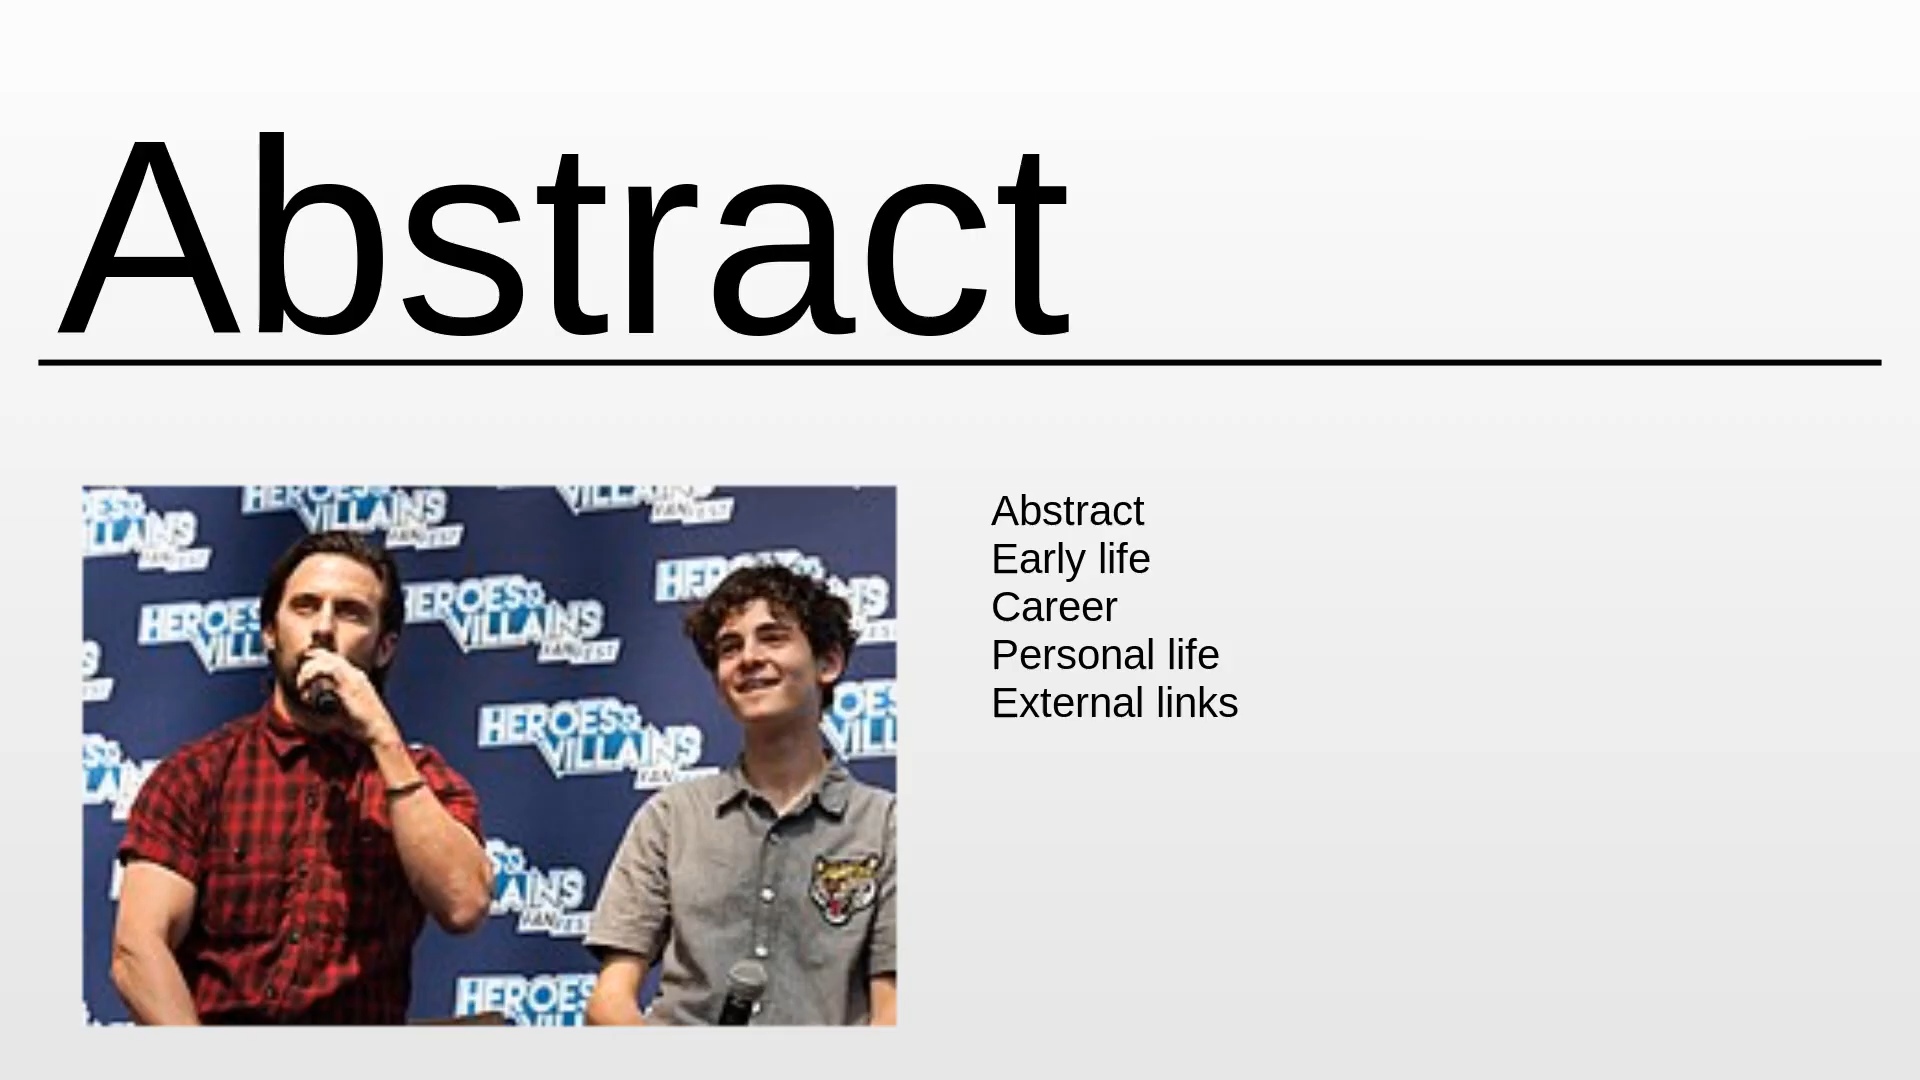 Abstract
HEROES & VILLAINS FAN FEST
Abstract
Early life
Career
Personal life
External links